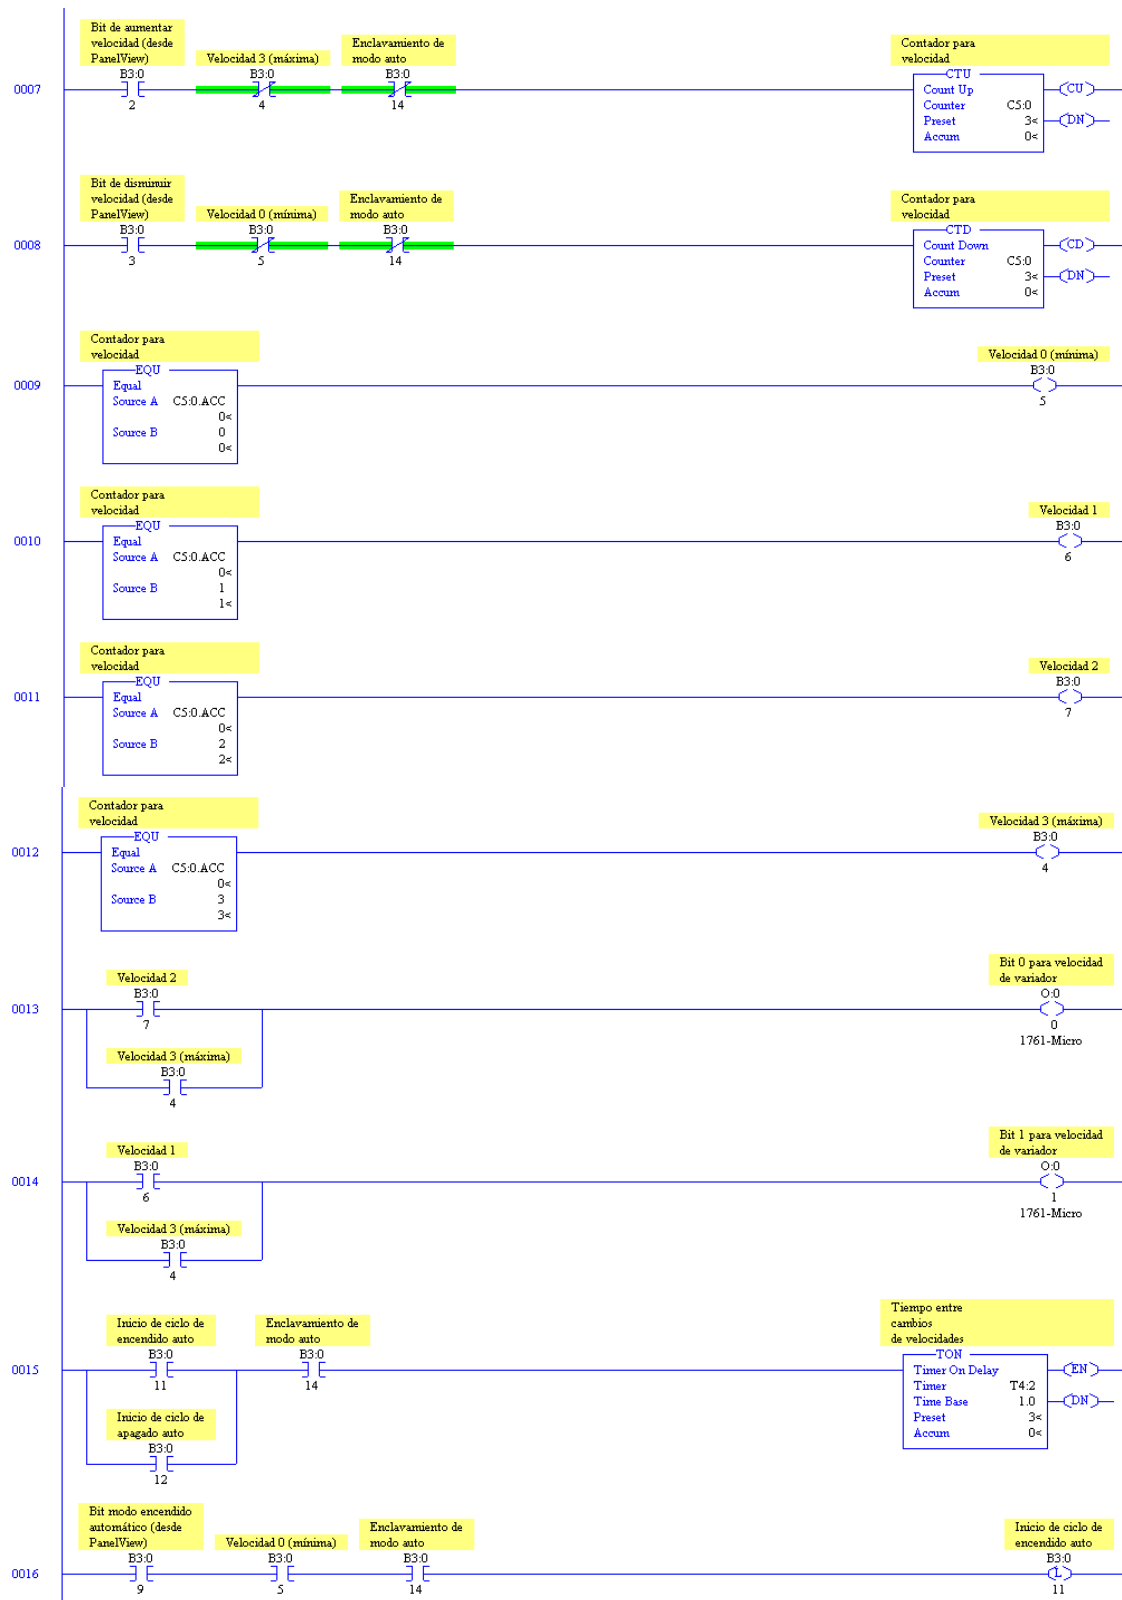 Bit de aumentar
velocidad (desde
PanelView)
Velocidad 3 (máxima)
Enclavamiento de
modo auto
Contador para
velocidad
B3:0
B3:0
B3:0
0007
2
4
14
CTU
Count Up
Counter C5:0
Preset 3<
Accum 0<
CU
DN
Bit de disminuir
velocidad (desde
PanelView)
Velocidad 0 (mínima)
Enclavamiento de
modo auto
Contador para
velocidad
B3:0
B3:0
B3:0
0008
3
5
14
CTD
Count Down
Counter C5:0
Preset 3<
Accum 0<
CD
DN
Contador para
velocidad
Velocidad 0 (mínima)
B3:0
0009
EQU
Equal
Source A C5:0.ACC
0<
Source B 0
0<
5
Contador para
velocidad
Velocidad 1
B3:0
0010
EQU
Equal
Source A C5:0.ACC
0<
Source B 1
1<
6
Contador para
velocidad
Velocidad 2
B3:0
0011
EQU
Equal
Source A C5:0.ACC
0<
Source B 2
2<
7
Contador para
velocidad
Velocidad 3 (máxima)
B3:0
0012
EQU
Equal
Source A C5:0.ACC
0<
Source B 3
3<
4
Velocidad 2
B3:0
Bit 0 para velocidad
de variador
O:0
0013
7
0
1761-Micro
Velocidad 3 (máxima)
B3:0
4
Velocidad 1
B3:0
Bit 1 para velocidad
de variador
O:0
0014
6
1
1761-Micro
Velocidad 3 (máxima)
B3:0
4
Inicio de ciclo de
encendido auto
B3:0
Enclavamiento de
modo auto
B3:0
Tiempo entre
cambios
de velocidades
0015
11
14
TON
Timer On Delay
Timer T4:2
Time Base 1.0
Preset 3<
Accum 0<
EN
DN
Inicio de ciclo de
apagado auto
B3:0
12
Bit modo encendido
automático (desde
PanelView)
Velocidad 0 (mínima)
Enclavamiento de
modo auto
Inicio de ciclo de
encendido auto
B3:0
B3:0
B3:0
B3:0
0016
L
9
5
14
11